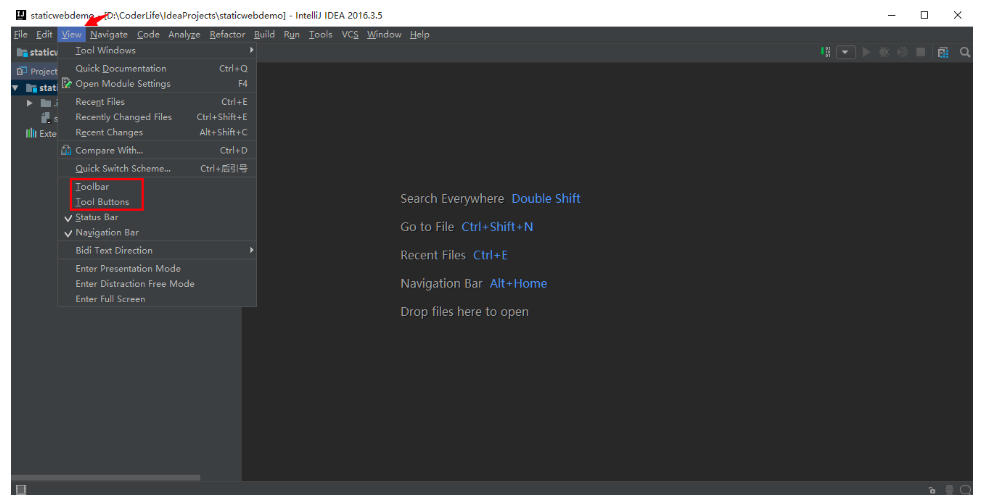 staticwebdemo - [D:\CoderLife\IdeaProjects\staticwebdemo] - IntelliJ IDEA 2016.3.5
File Edit View Navigate Code Analyze Refactor Build Run Tools VCS Window Help
Tool Windows
Project
Quick Documentation Ctrl+Q
Open Module Settings F4
Recent Files Ctrl+E
Recently Changed Files Ctrl+Shift+E
Recent Changes Alt+Shift+C
Compare With... Ctrl+D
Quick Switch Scheme... Ctrl+后引号
Toolbar
Tool Buttons
Status Bar
Navigation Bar
Bidi Text Direction
Enter Presentation Mode
Enter Distraction Free Mode
Enter Full Screen
Search Everywhere Double Shift
Go to File Ctrl+Shift+N
Recent Files Ctrl+E
Navigation Bar Alt+Home
Drop files here to open